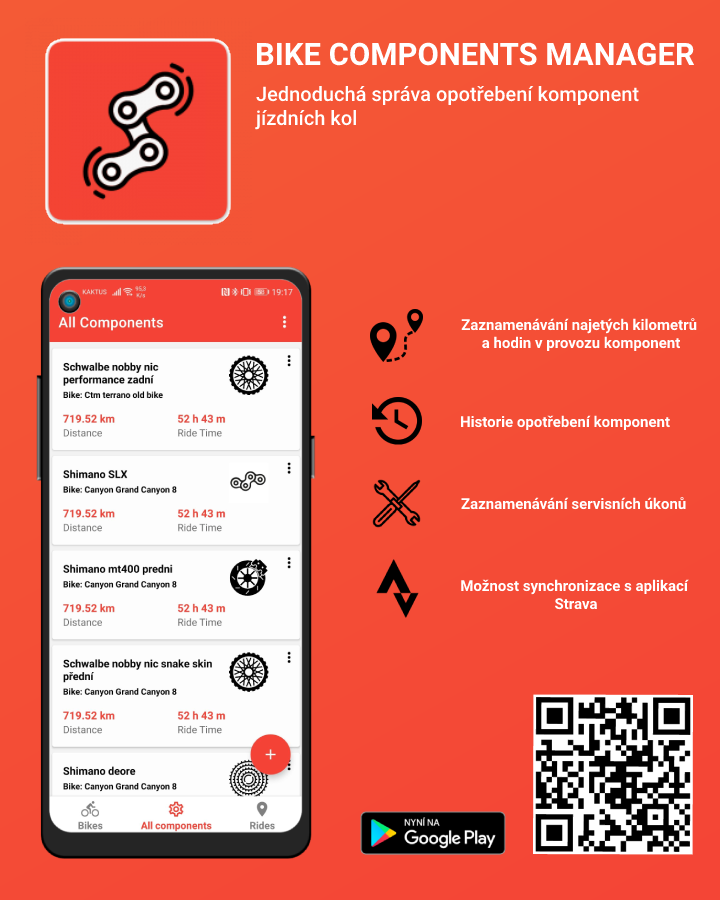 BIKE COMPONENTS MANAGER
Jednoduchá správa opotřebení komponent
jízdních kol
KAKTUS
95,3
K/s
19:17
All Components
Schwalbe nobby nic
performance zadní
Bike: Ctm terrano old bike
719.52 km
52 h 43 m
Distance
Ride Time
Shimano SLX
Bike: Canyon Grand Canyon 8
719.52 km
52 h 43 m
Distance
Ride Time
Shimano mt400 predni
Bike: Canyon Grand Canyon 8
719.52 km
52 h 43 m
Distance
Ride Time
Schwalbe nobby nic snake skin
přední
Bike: Canyon Grand Canyon 8
719.52 km
52 h 43 m
Distance
Ride Time
Shimano deore
Bike: Canyon Grand Canyon 8
Bikes
All components
Rides
Zaznamenávání najetých kilometrů
a hodin v provozu komponent
Historie opotřebení komponent
Zaznamenávání servisních úkonů
Možnost synchronizace s aplikací
Strava
NYNÍ NA
Google Play